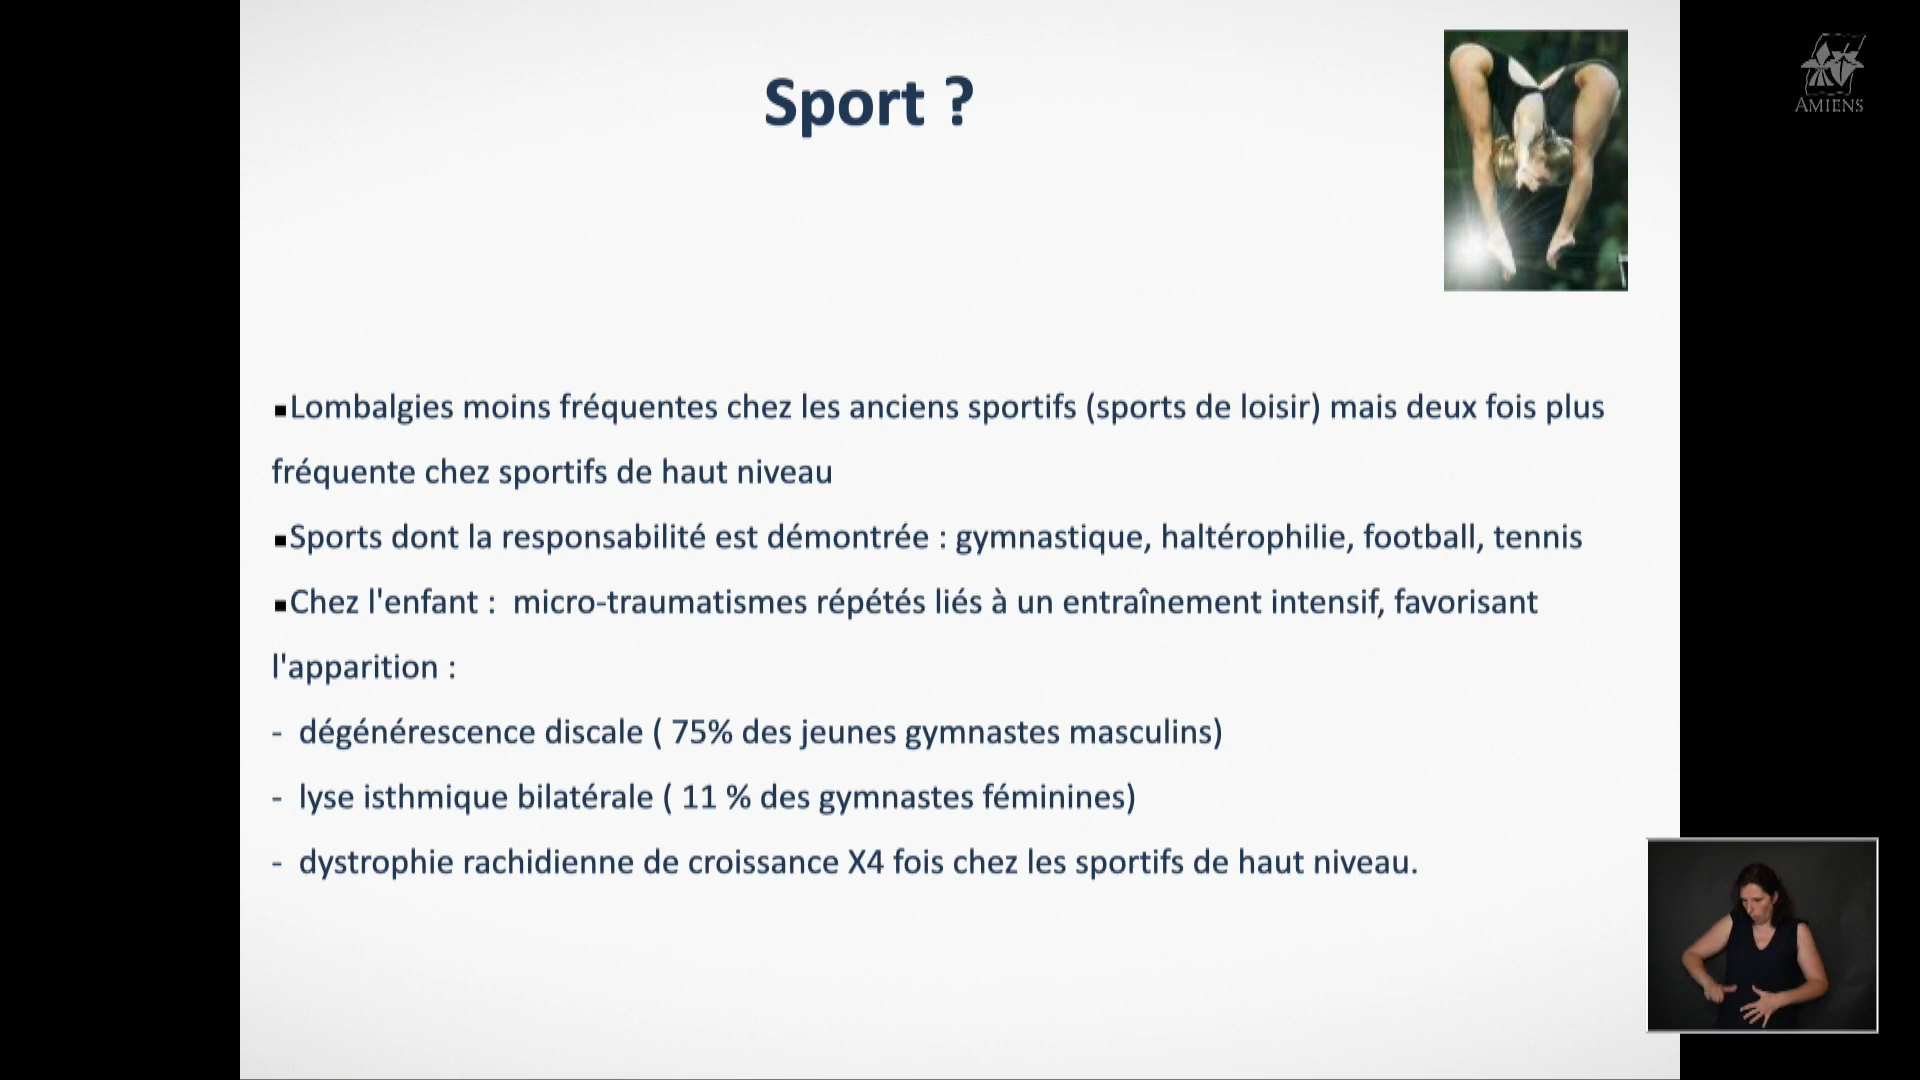 Sport ?
AMIENS
▪Lombalgies moins fréquentes chez les anciens sportifs (sports de loisir) mais deux fois plus
fréquente chez sportifs de haut niveau
▪Sports dont la responsabilité est démontrée : gymnastique, haltérophilie, football, tennis
▪Chez l'enfant :  micro-traumatismes répétés liés à un entraînement intensif, favorisant
l'apparition :
-  dégénérescence discale ( 75% des jeunes gymnastes masculins)
-  lyse isthmique bilatérale ( 11 % des gymnastes féminines)
-  dystrophie rachidienne de croissance X4 fois chez les sportifs de haut niveau.